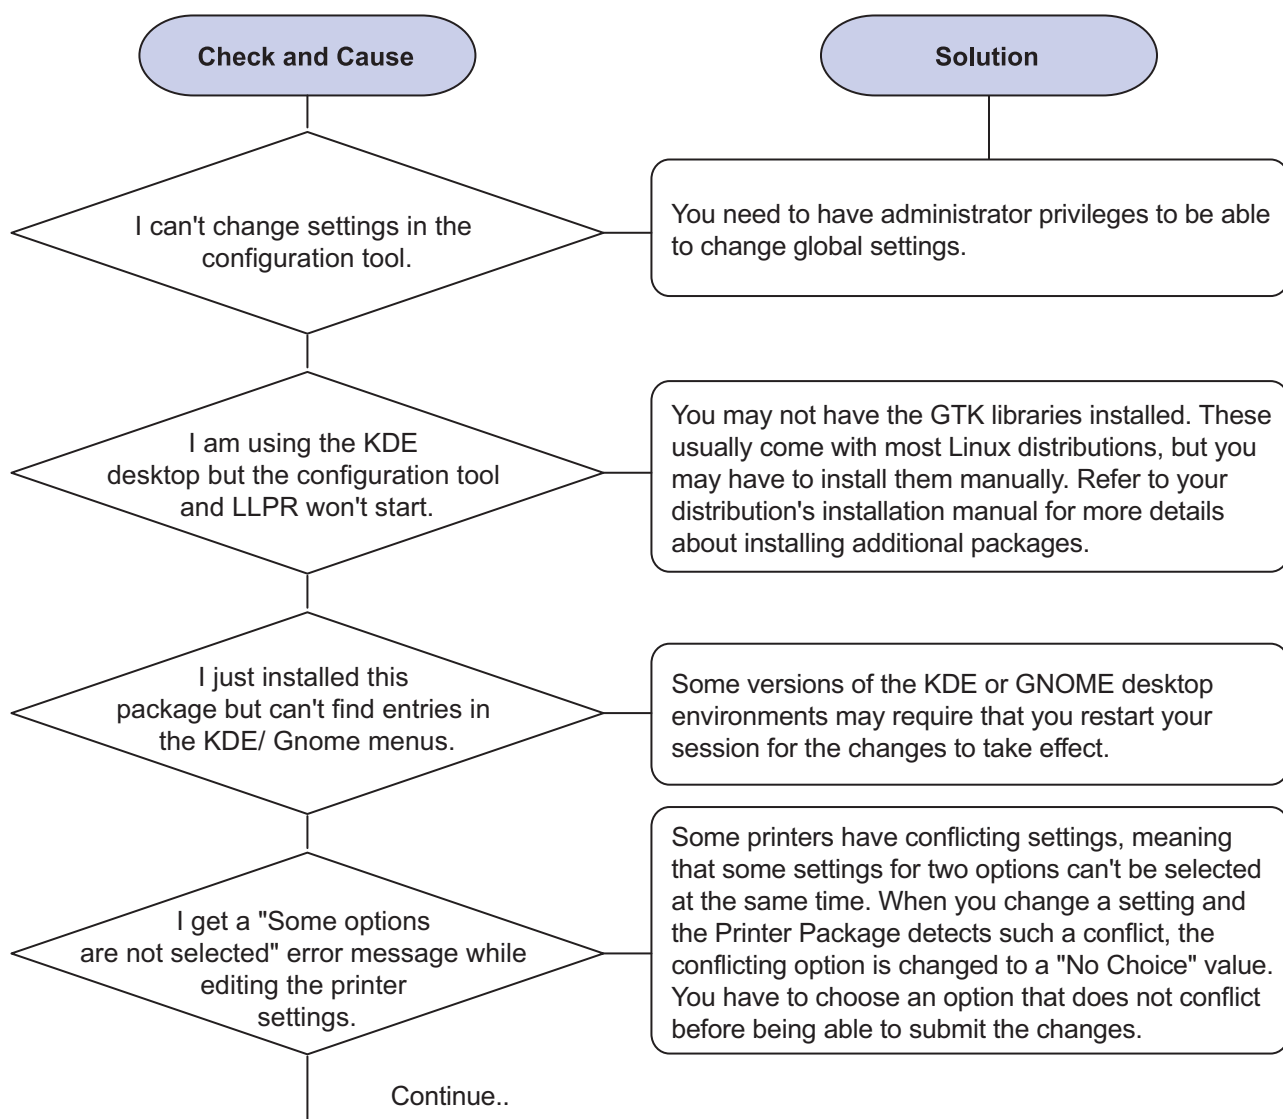 Check and Cause
Solution
I can't change settings in the
configuration tool.
You need to have administrator privileges to be able
to change global settings.
I am using the KDE
desktop but the configuration tool
and LLPR won't start.
You may not have the GTK libraries installed. These
usually come with most Linux distributions, but you
may have to install them manually. Refer to your
distribution's installation manual for more details
about installing additional packages.
I just installed this
package but can't find entries in
the KDE/ Gnome menus.
Some versions of the KDE or GNOME desktop
environments may require that you restart your
session for the changes to take effect.
I get a "Some options
are not selected" error message while
editing the printer
settings.
Some printers have conflicting settings, meaning
that some settings for two options can't be selected
at the same time. When you change a setting and
the Printer Package detects such a conflict, the
conflicting option is changed to a "No Choice" value.
You have to choose an option that does not conflict
before being able to submit the changes.
Continue..